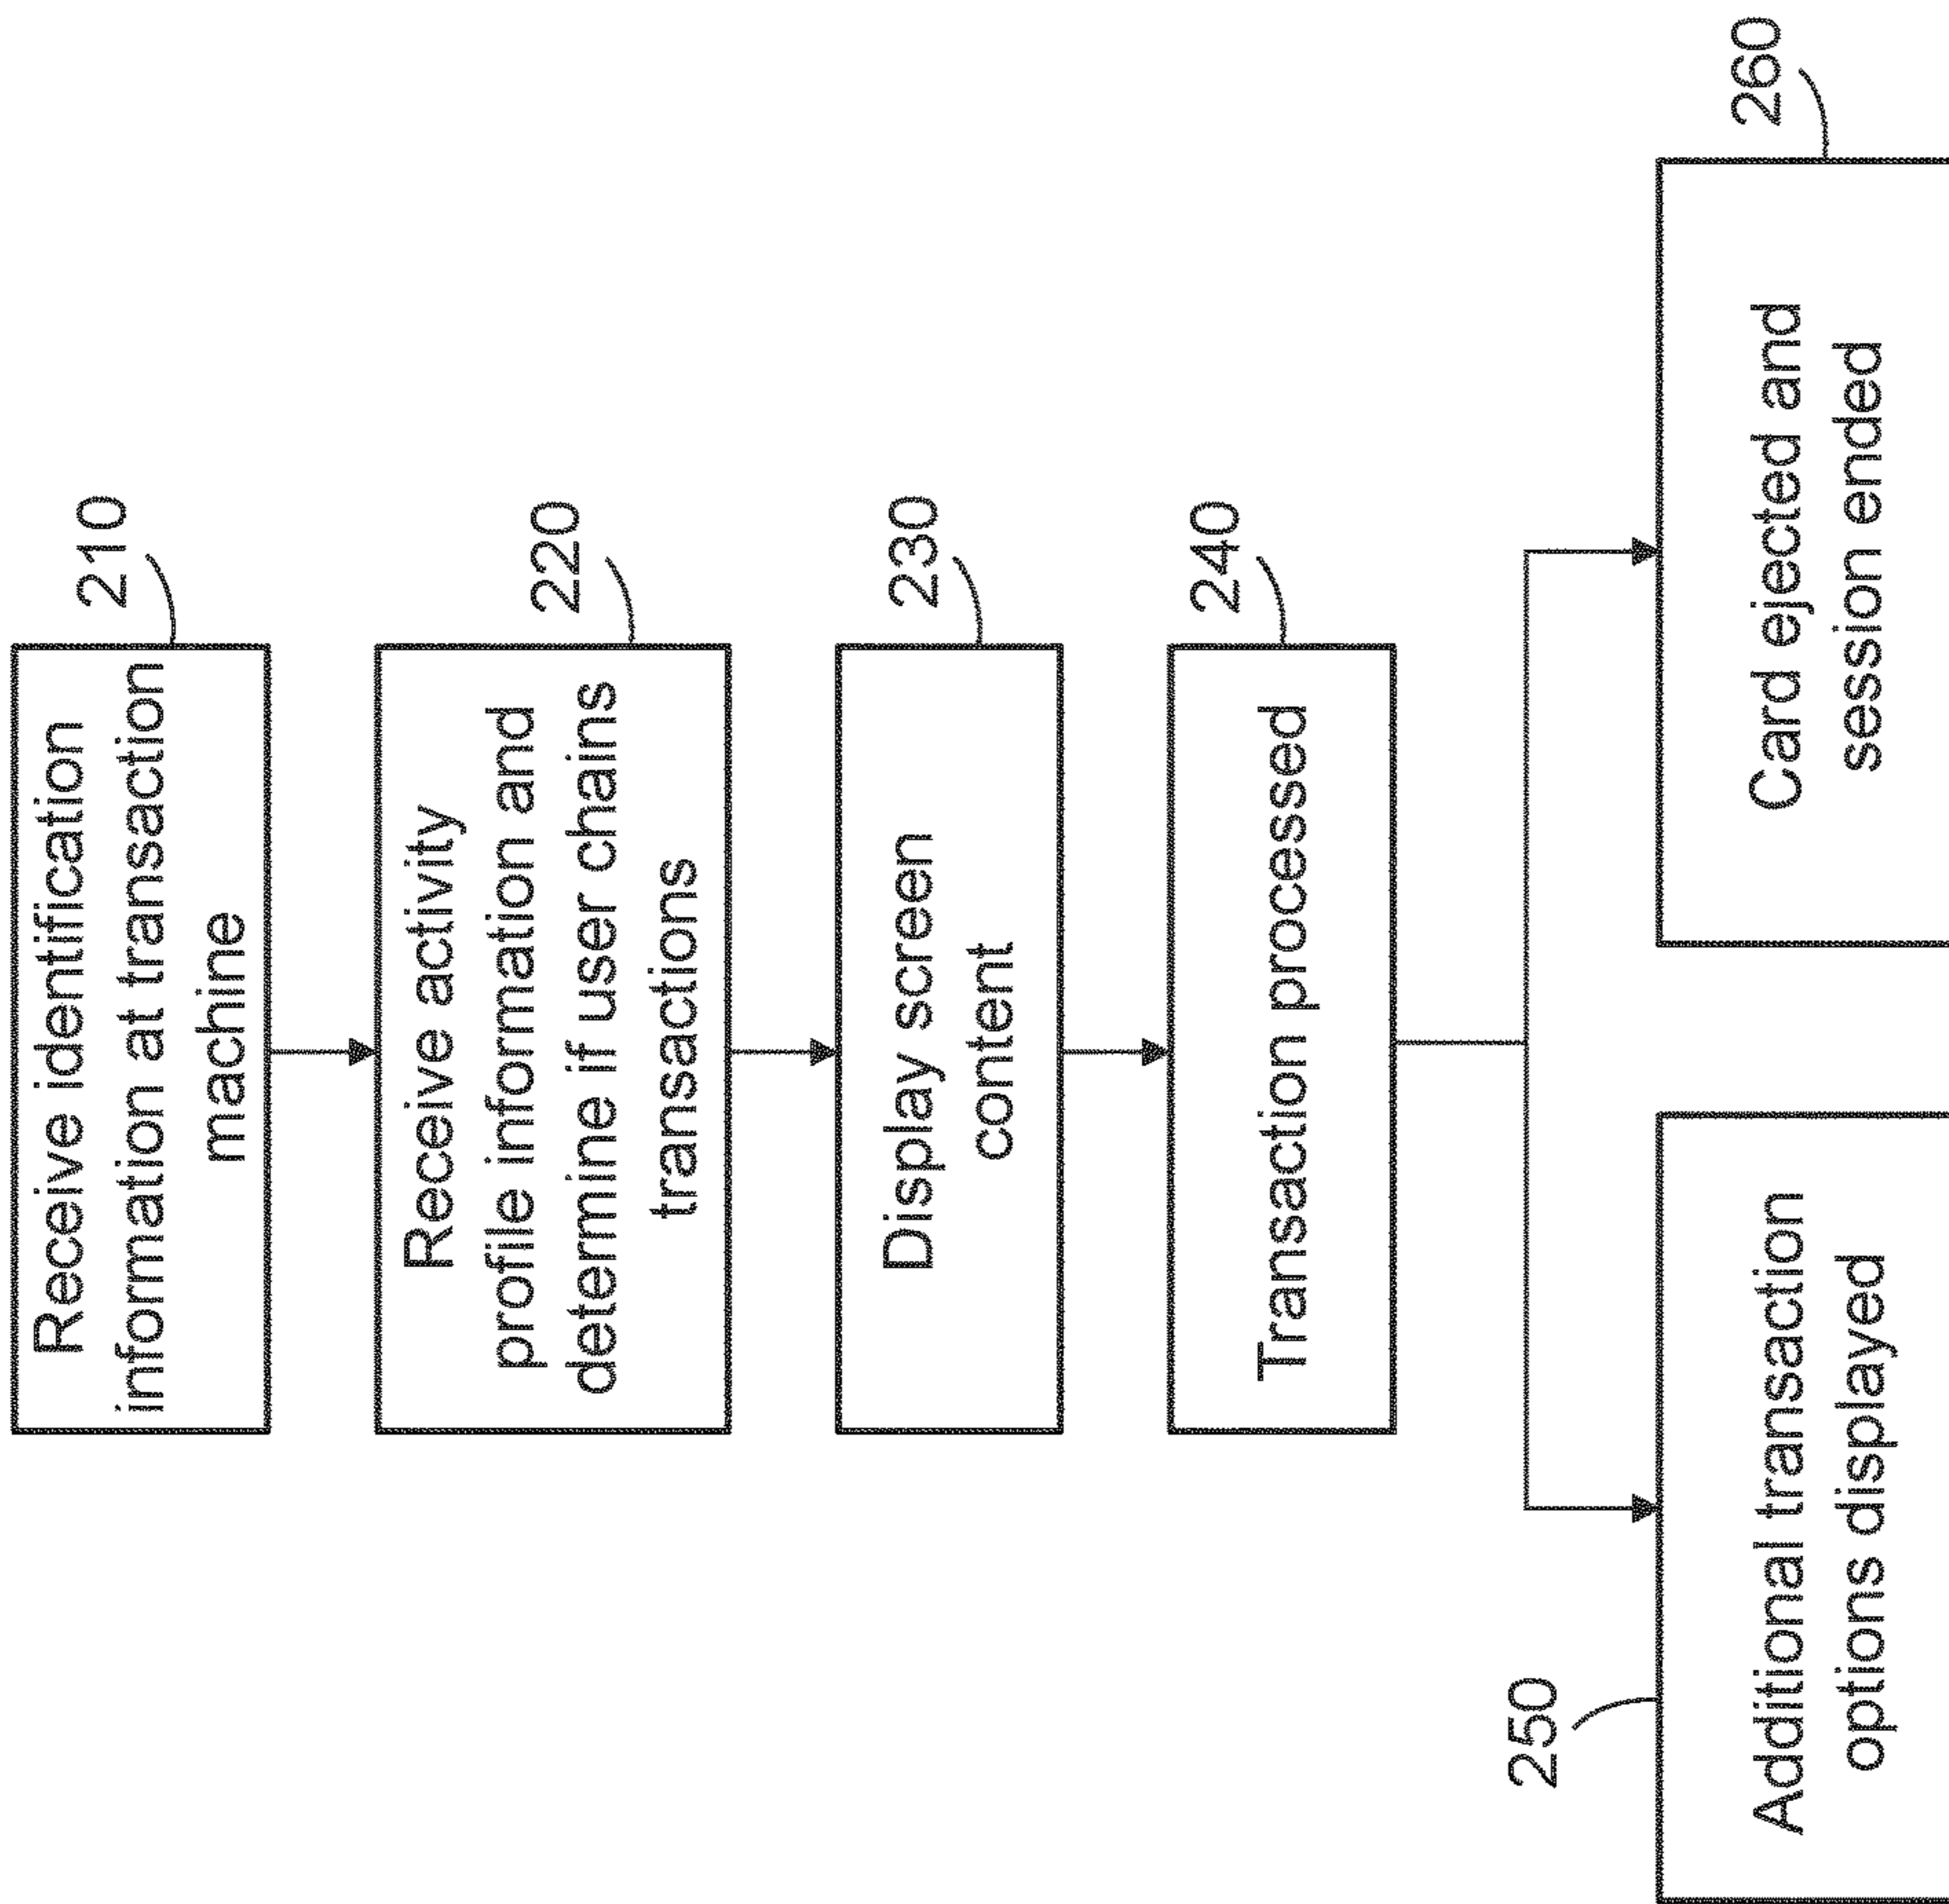 Receive identification
information at transaction
machine
210
Receive activity
profile information and
determine if user chains
transactions
220
Display screen
content
230
Transaction processed
240
250
Additional transaction
options displayed
260
Card ejected and
session ended